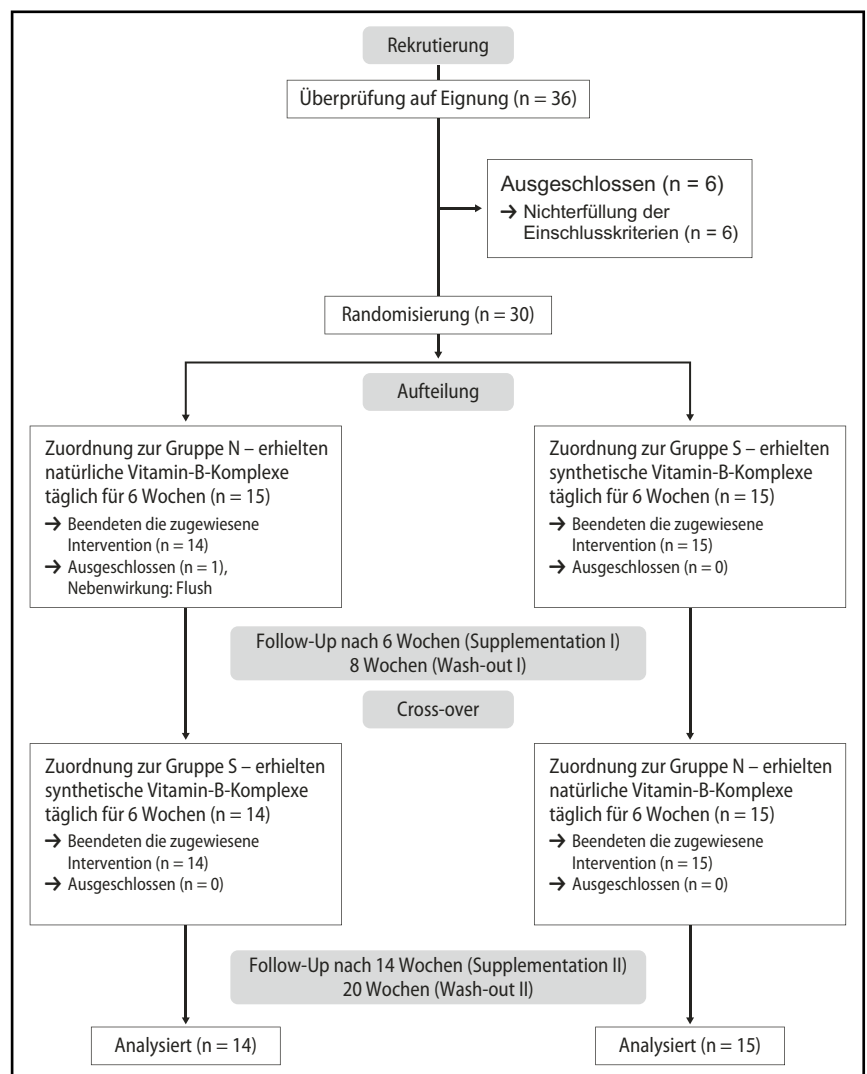 Rekrutierung
Überprüfung auf Eignung (n = 36)
Ausgeschlossen (n = 6)
→ Nichterfüllung der
Einschlusskriterien (n = 6)
Randomisierung (n = 30)
Aufteilung
Zuordnung zur Gruppe N – erhielten
natürliche Vitamin-B-Komplexe
täglich für 6 Wochen (n = 15)
→ Beendeten die zugewiesene
Intervention (n = 14)
→ Ausgeschlossen (n = 1),
Nebenwirkung: Flush
Zuordnung zur Gruppe S – erhielten
synthetische Vitamin-B-Komplexe
täglich für 6 Wochen (n = 15)
→ Beendeten die zugewiesene
Intervention (n = 15)
→ Ausgeschlossen (n = 0)
Follow-Up nach 6 Wochen (Supplementation I)
8 Wochen (Wash-out I)
Cross-over
Zuordnung zur Gruppe S – erhielten
synthetische Vitamin-B-Komplexe
täglich für 6 Wochen (n = 14)
→ Beendeten die zugewiesene
Intervention (n = 14)
→ Ausgeschlossen (n = 0)
Zuordnung zur Gruppe N – erhielten
natürliche Vitamin-B-Komplexe
täglich für 6 Wochen (n = 15)
→ Beendeten die zugewiesene
Intervention (n = 15)
→ Ausgeschlossen (n = 0)
Follow-Up nach 14 Wochen (Supplementation II)
20 Wochen (Wash-out II)
Analysiert (n = 14)
Analysiert (n = 15)